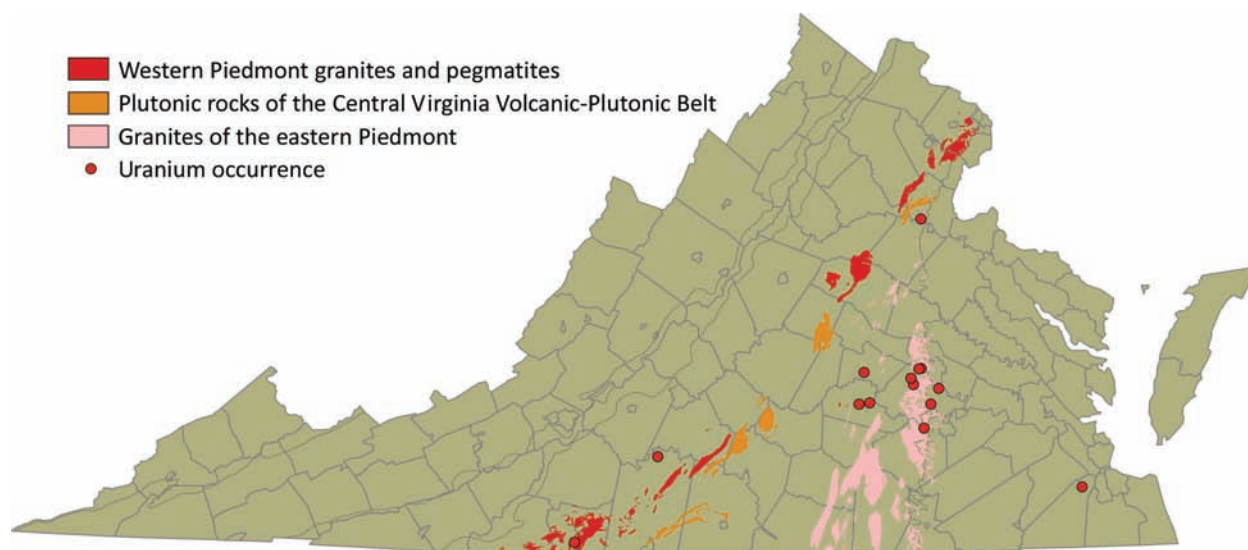 Western Piedmont granites and pegmatites
Plutonic rocks of the Central Virginia Volcanic-Plutonic Belt
Granites of the eastern Piedmont
Uranium occurrence